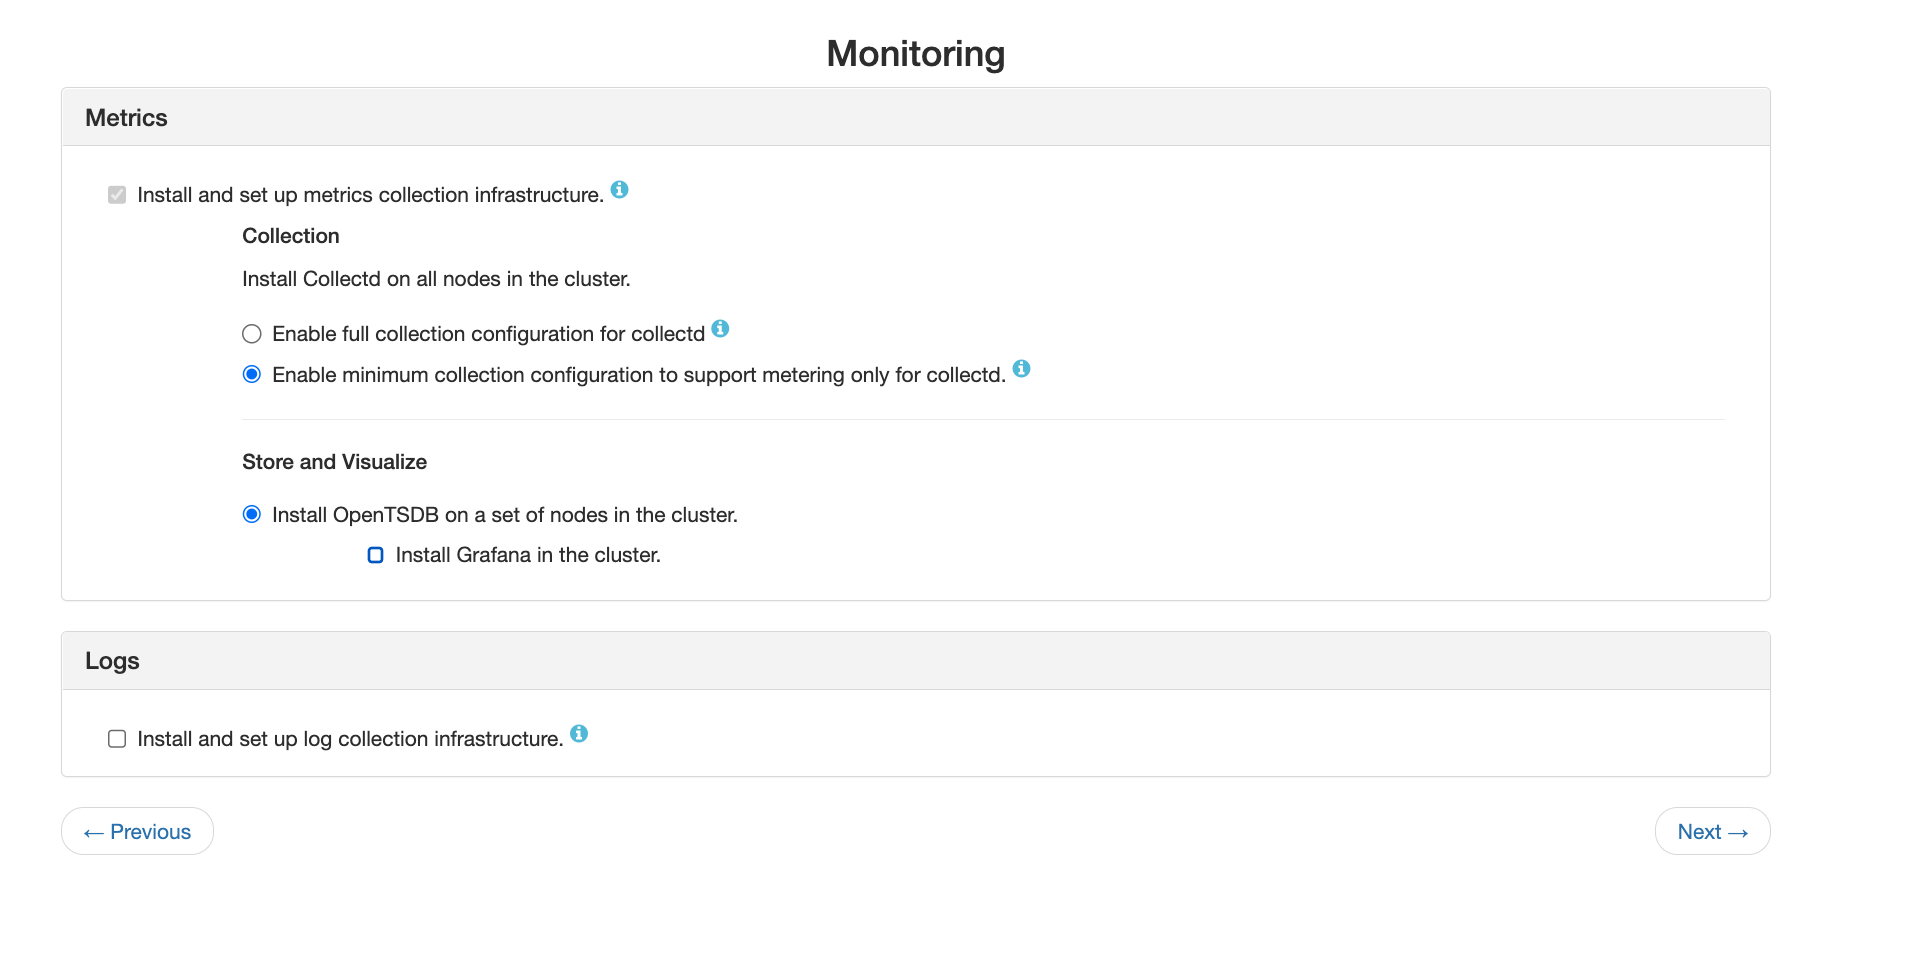 Monitoring
Metrics
Install and set up metrics collection infrastructure.
Collection
Install Collectd on all nodes in the cluster.
Enable full collection configuration for collectd
Enable minimum collection configuration to support metering only for collectd.
Store and Visualize
Install OpenTSDB on a set of nodes in the cluster.
Install Grafana in the cluster.
Logs
Install and set up log collection infrastructure.
← Previous
Next →